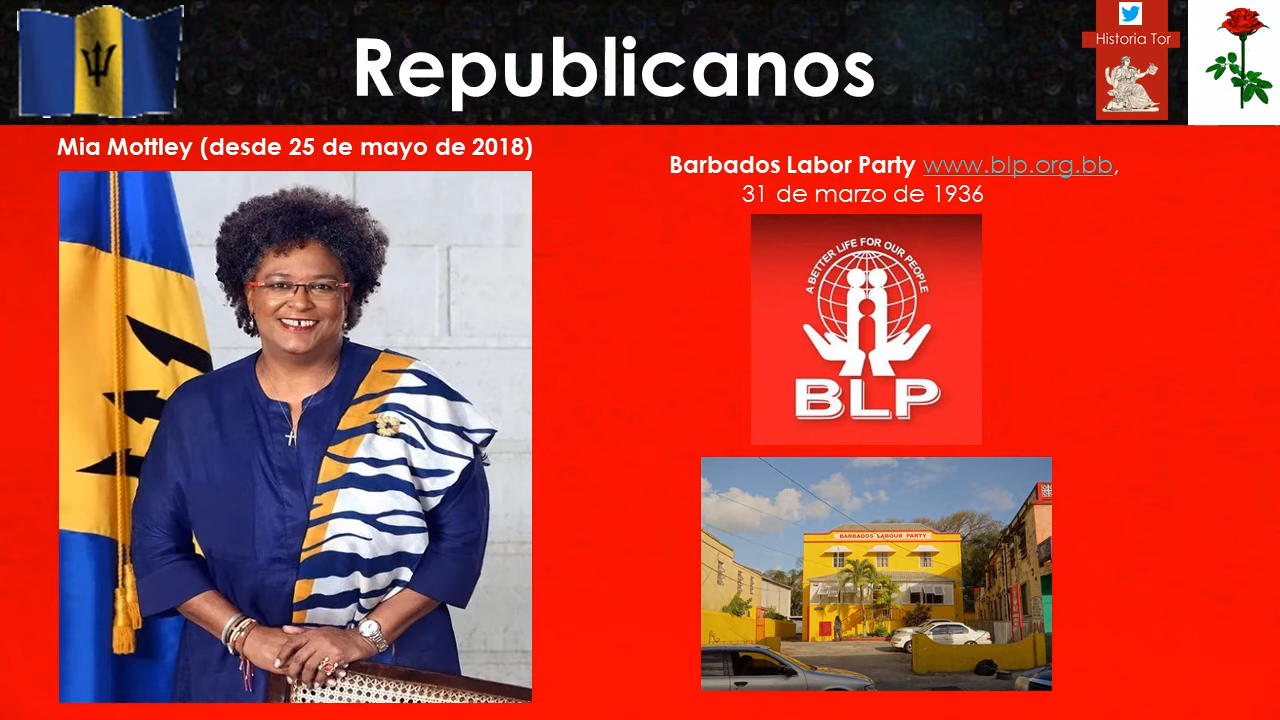 Republicanos
Historia Tor
Mia Mottley (desde 25 de mayo de 2018)
Barbados Labor Party www.blp.org.bb,
31 de marzo de 1936
A BETTER LIFE FOR OUR PEOPLE
BLP
BARBADOS LABOUR PARTY